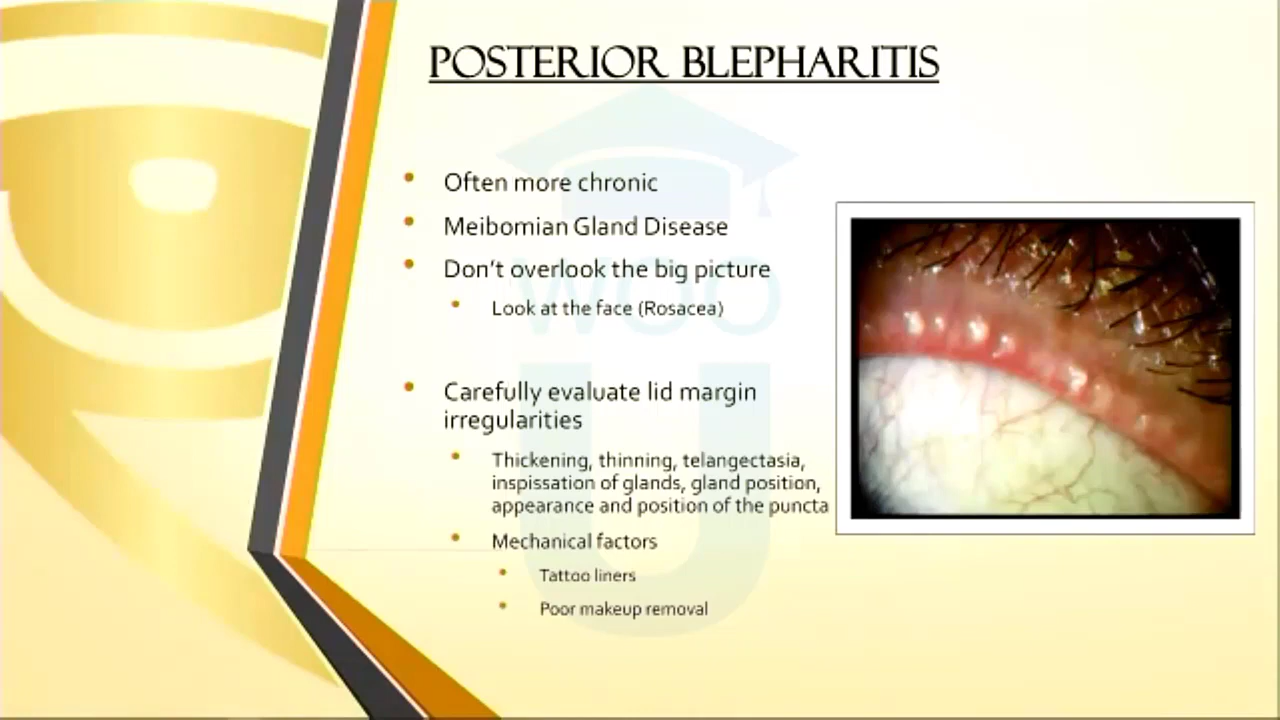 POSTERIOR BLEPHARITIS
Often more chronic
Meibomian Gland Disease
Don't overlook the big picture
Look at the face (Rosacea)
Carefully evaluate lid margin
irregularities
Thickening, thinning, telangectasia,
inspissation of glands, gland position,
appearance and position of the puncta
Mechanical factors
Tattoo liners
Poor makeup removal
WCO
U